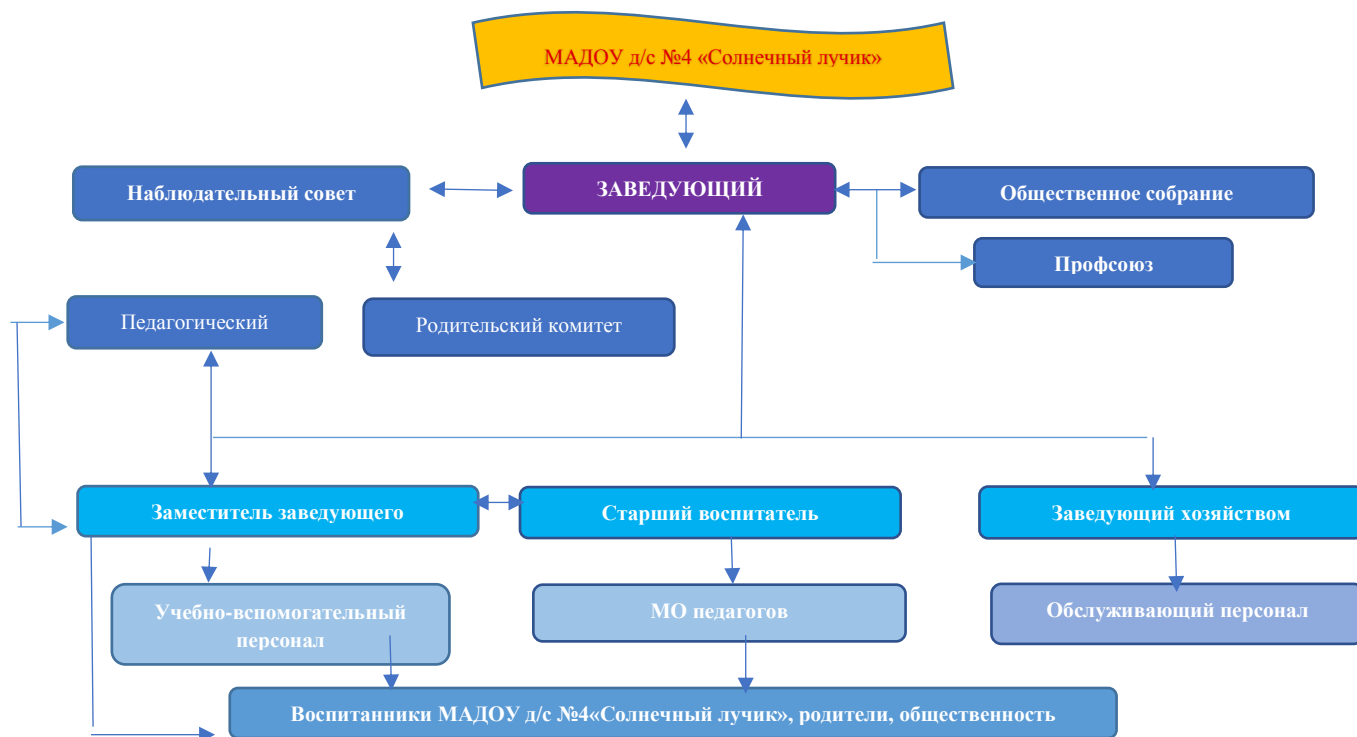 МАДОУ д/с №4 «Солнечный лучик»
Наблюдательный совет
ЗАВЕДУЮЩИЙ
Общественное собрание
Профсоюз
Педагогический
Родительский комитет
Заместитель заведующего
Старший воспитатель
Заведующий хозяйством
Учебно-вспомогательный
персонал
МО педагогов
Обслуживающий персонал
Воспитанники МАДОУ д/с №4«Солнечный лучик», родители, общественность